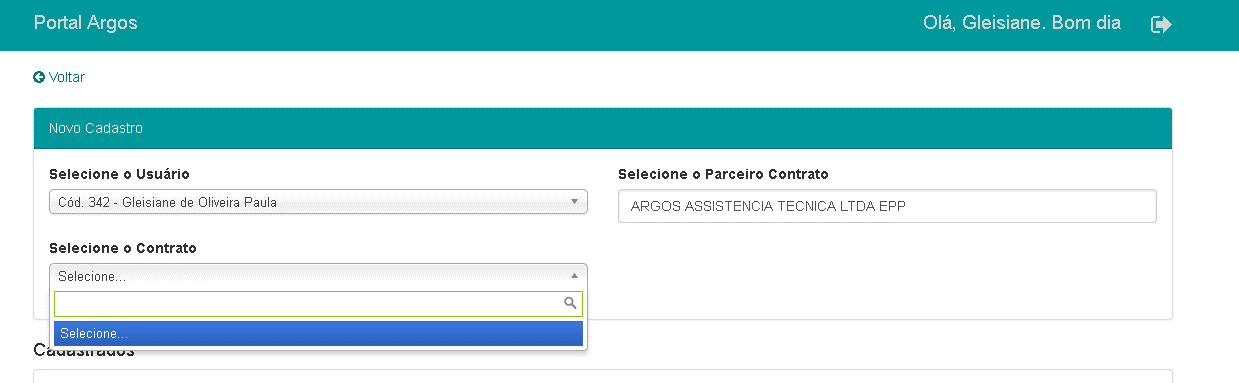 Portal Argos
Olá, Gleisiane. Bom dia
Voltar
Novo Cadastro
Selecione o Usuário
Cód. 342 - Gleisiane de Oliveira Paula
Selecione o Parceiro Contrato
ARGOS ASSISTENCIA TECNICA LTDA EPP
Selecione o Contrato
Selecione...
Selecione...
Cadastrados